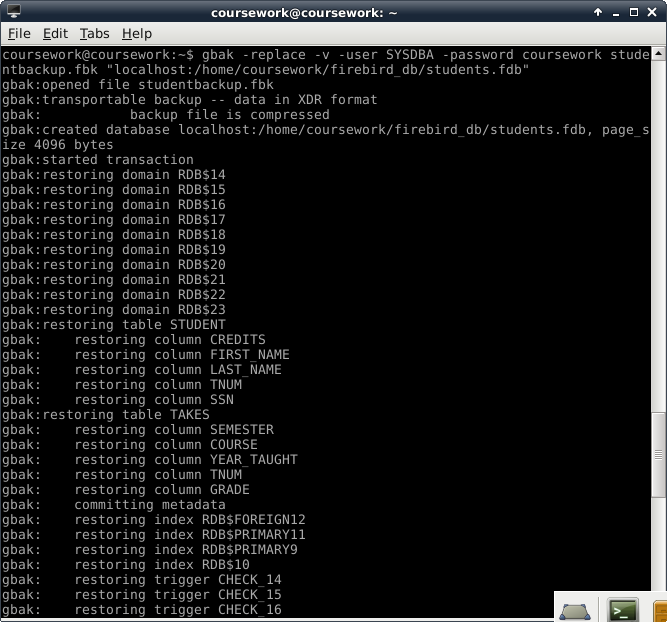 coursework@coursework: ~
File Edit Tabs Help
coursework@coursework:~$ gbak -replace -v -user SYSDBA -password coursework stude
ntbackup.fbk "localhost:/home/coursework/firebird_db/students.fdb"
gbak:opened file studentbackup.fbk
gbak:transportable backup -- data in XDR format
gbak:           backup file is compressed
gbak:created database localhost:/home/coursework/firebird_db/students.fdb, page_s
ize 4096 bytes
gbak:started transaction
gbak:restoring domain RDB$14
gbak:restoring domain RDB$15
gbak:restoring domain RDB$16
gbak:restoring domain RDB$17
gbak:restoring domain RDB$18
gbak:restoring domain RDB$19
gbak:restoring domain RDB$20
gbak:restoring domain RDB$21
gbak:restoring domain RDB$22
gbak:restoring domain RDB$23
gbak:restoring table STUDENT
gbak:    restoring column CREDITS
gbak:    restoring column FIRST_NAME
gbak:    restoring column LAST_NAME
gbak:    restoring column TNUM
gbak:    restoring column SSN
gbak:restoring table TAKES
gbak:    restoring column SEMESTER
gbak:    restoring column COURSE
gbak:    restoring column YEAR_TAUGHT
gbak:    restoring column TNUM
gbak:    restoring column GRADE
gbak:    committing metadata
gbak:    restoring index RDB$FOREIGN12
gbak:    restoring index RDB$PRIMARY11
gbak:    restoring index RDB$PRIMARY9
gbak:    restoring index RDB$10
gbak:    restoring trigger CHECK_14
gbak:    restoring trigger CHECK_15
gbak:    restoring trigger CHECK_16